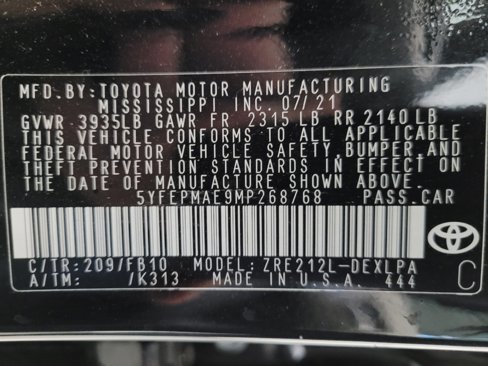 MFD.BY:TOYOTA MOTOR MANUFACTURING
MISSISSIPPI INC. 07/21
GVWR 3935LB GAWR FR 2315 LB RR 2140 LB
THIS VEHICLE CONFORMS TO ALL APPLICABLE
FEDERAL MOTOR VEHICLE SAFETY, BUMPER, AND
THEFT PREVENTION STANDARDS IN EFFECT ON
THE DATE OF MANUFACTURE SHOWN ABOVE.
5YFEPMAE9MP268768 PASS.CAR
C/TR:209/FB10 MODEL: ZRE212L-DEXLPA
A/TM: /K313 MADE IN U.S.A. 444
C